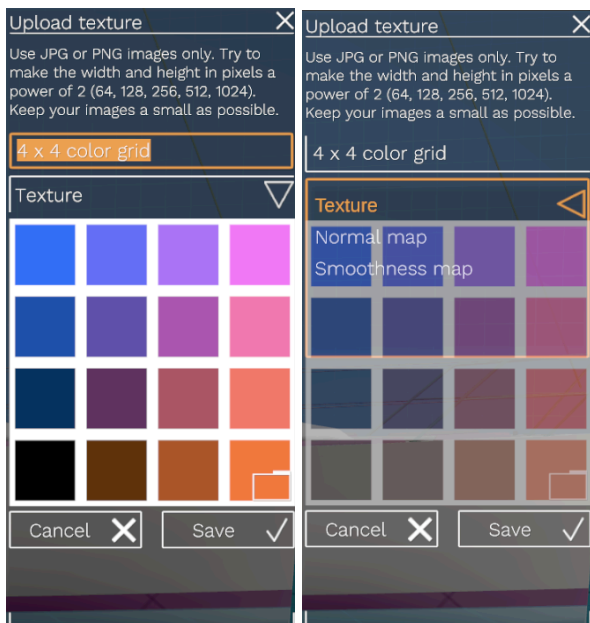 Upload texture
Use JPG or PNG images only. Try to
make the width and height in pixels a
power of 2 (64, 128, 256, 512, 1024).
Keep your images a small as possible.
4 x 4 color grid
Texture
Cancel
Save
Upload texture
Use JPG or PNG images only. Try to
make the width and height in pixels a
power of 2 (64, 128, 256, 512, 1024).
Keep your images a small as possible.
4 x 4 color grid
Texture
Normal map
Smoothness map
Cancel
Save